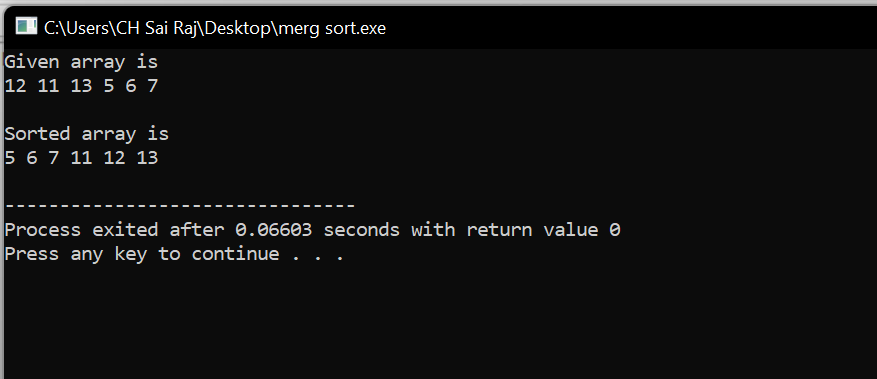 C:\Users\CH Sai Raj\Desktop\merg sort.exe
Given array is
12 11 13 5 6 7
Sorted array is
5 6 7 11 12 13
--------------------------------
Process exited after 0.06603 seconds with return value 0
Press any key to continue . . .